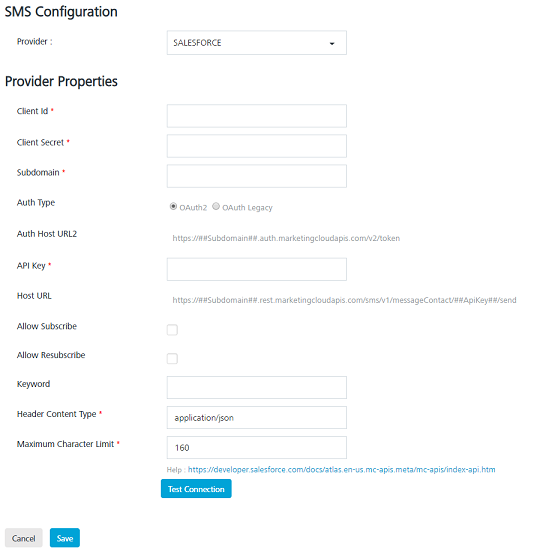 SMS Configuration
Provider : SALESFORCE
Provider Properties
Client Id *
Client Secret *
Subdomain *
Auth Type OAuth2 OAuth Legacy
Auth Host URL2 https://##Subdomain##.auth.marketingcloudapis.com/v2/token
API Key *
Host URL https://##Subdomain##.rest.marketingcloudapis.com/sms/v1/messageContact/##ApiKey##/send
Allow Subscribe
Allow Resubscribe
Keyword
Header Content Type * application/json
Maximum Character Limit * 160
Help : https://developer.salesforce.com/docs/atlas.en-us.mc-apis.meta/mc-apis/index-api.htm
Test Connection
Cancel Save